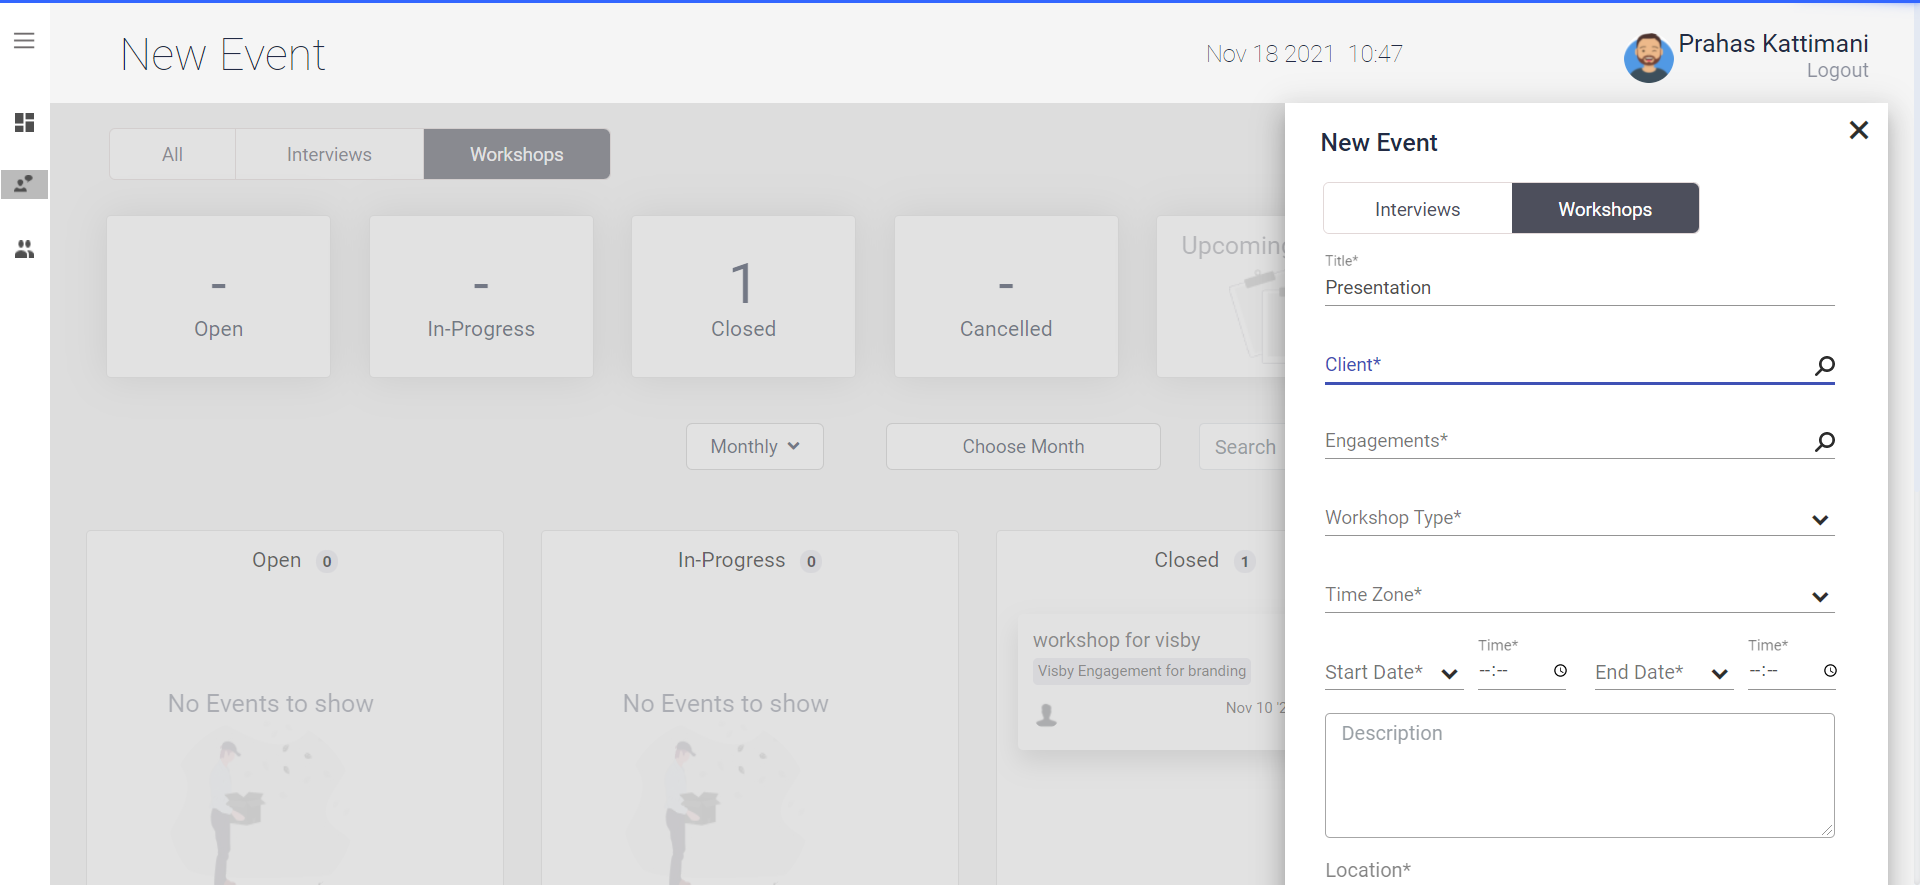 New Event
Nov 18 2021 10:47
Prahas Kattimani
Logout
All
Interviews
Workshops
-
Open
-
In-Progress
1
Closed
-
Cancelled
Upcoming
Monthly
Choose Month
Search
Open 0
No Events to show
In-Progress 0
No Events to show
Closed 1
workshop for visby
Visby Engagement for branding
Nov 10
New Event
Interviews
Workshops
Title*
Presentation
Client*
Engagements*
Workshop Type*
Time Zone*
Start Date*
Time*
--:--
End Date*
Time*
--:--
Description
Location*